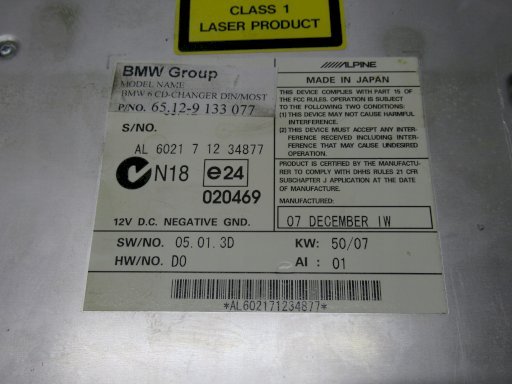 CLASS 1
LASER PRODUCT
BMW Group
MODEL NAME
BMW 6 CD-CHANGER DIN/MOST
P/NO. 65.12-9 133 077
S/NO.
AL 6021 7 12 34877
N18 e24
020469
12V D.C. NEGATIVE GND.
ALPINE
MADE IN JAPAN
THIS DEVICE COMPLIES WITH PART 15 OF
THE FCC RULES. OPERATION IS SUBJECT
TO THE FOLLOWING TWO CONDITIONS:
(1) THIS DEVICE MAY NOT CAUSE HARMFUL
INTERFERENCE.
(2) THIS DEVICE MUST ACCEPT ANY INTER-
FERENCE RECEIVED INCLUDING INTER-
FERENCE THAT MAY CAUSE UNDESIRED
OPERATION.
PRODUCT IS CERTIFIED BY THE MANUFACTU-
RER TO COMPLY WITH DHHS RULES 21 CFR
SUBCHAPTER J APPLICATION AT THE DATE
OF MANUFACTURE.
MANUFACTURED:
07 DECEMBER IW
SW/NO. 05.01.3D KW: 50/07
HW/NO. D0 AI : 01
*AL602171234877*